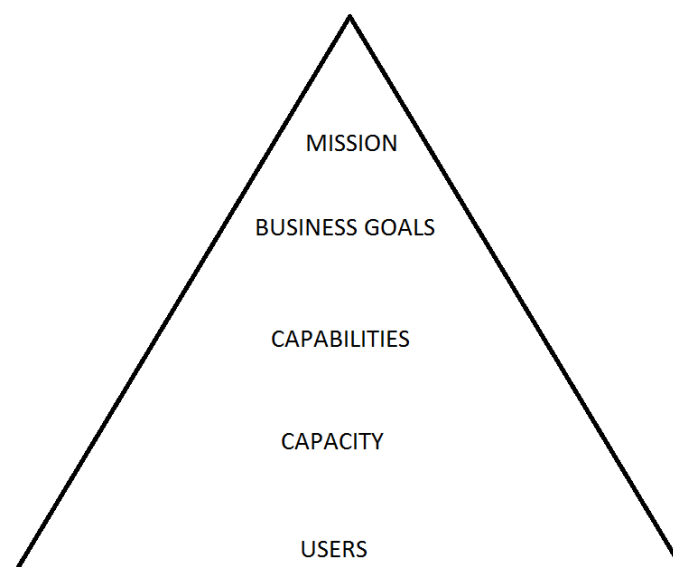 MISSION
BUSINESS GOALS
CAPABILITIES
CAPACITY
USERS